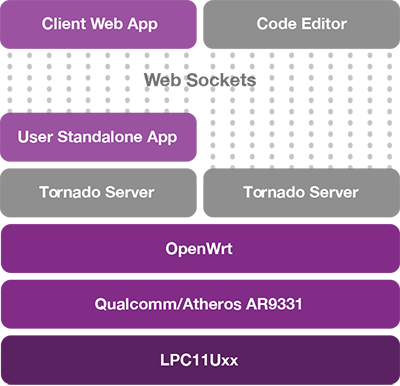 Client Web App
Code Editor
Web Sockets
User Standalone App
Tornado Server
Tornado Server
OpenWrt
Qualcomm/Atheros AR9331
LPC11Uxx